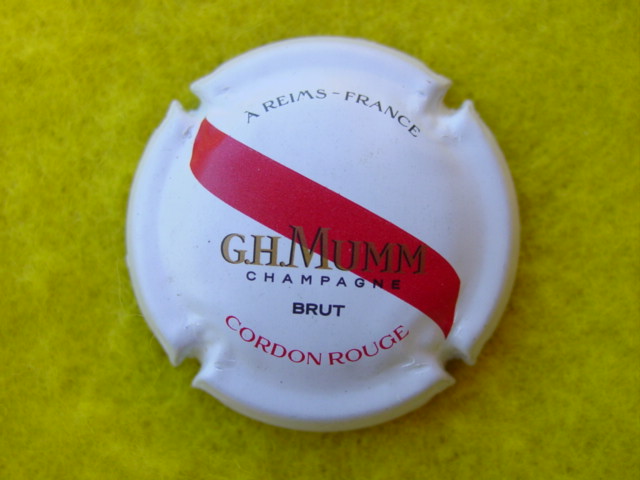 À REIMS - FRANCE
G.H.MUMM
CHAMPAGNE
BRUT
CORDON ROUGE